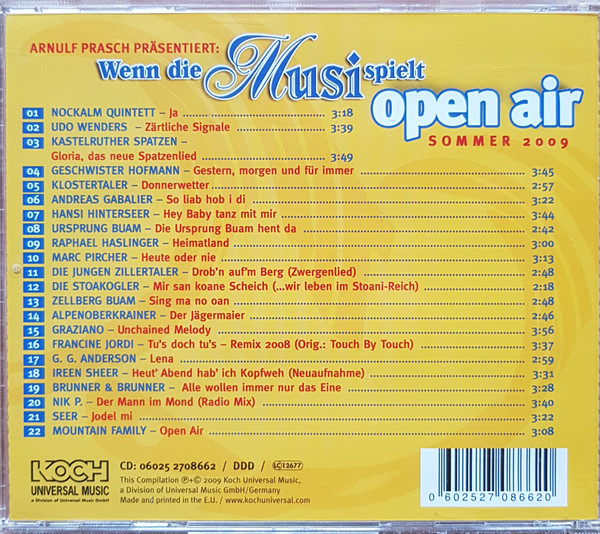 ARNULF PRASCH PRÄSENTIERT:
Wenn die Musi spielt
open air
SOMMER 2009
01 NOCKALM QUINTETT – Ja 3:18
02 UDO WENDERS – Zärtliche Signale 3:39
03 KASTELRUTHER SPATZEN –
Gloria, das neue Spatzenlied 3:49
04 GESCHWISTER HOFMANN – Gestern, morgen und für immer 3:45
05 KLOSTERTALER – Donnerwetter 2:57
06 ANDREAS GABALIER – So liab hob i di 3:22
07 HANSI HINTERSEER – Hey Baby tanz mit mir 3:44
08 URSPRUNG BUAM – Die Ursprung Buam hent da 2:42
09 RAPHAEL HASLINGER – Heimatland 3:00
10 MARC PIRCHER – Heute oder nie 3:13
11 DIE JUNGEN ZILLERTALER – Drob'n auf'm Berg (Zwergenlied) 2:48
12 DIE STOAKOGLER – Mir san koane Scheich (...wir leben im Stoani-Reich) 2:18
13 ZELLBERG BUAM – Sing ma no oan 2:48
14 ALPENOBERKRAINER – Der Jägermaier 2:46
15 GRAZIANO – Unchained Melody 3:56
16 FRANCINE JORDI – Tu's doch tu's – Remix 2008 (Orig.: Touch By Touch) 3:37
17 G. G. ANDERSON – Lena 2:59
18 IREEN SHEER – Heut' Abend hab' ich Kopfweh (Neuaufnahme) 3:31
19 BRUNNER & BRUNNER – Alle wollen immer nur das Eine 3:28
20 NIK P. – Der Mann im Mond (Radio Mix) 3:40
21 SEER – Jodel mi 3:22
22 MOUNTAIN FAMILY – Open Air 3:08
KOCH
UNIVERSAL MUSIC
a Division of Universal Music GmbH
CD: 06025 2708662 / DDD / LC 12677
This Compilation ℗+© 2009 Koch Universal Music,
a Division of Universal Music GmbH/Germany
Made and printed in the E.U. / www.kochuniversal.com
0 602527 086620